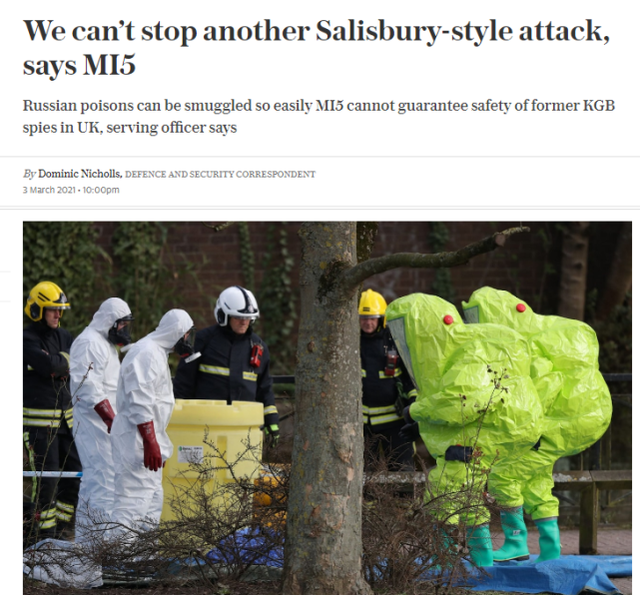 We can’t stop another Salisbury-style attack,
says MI5
Russian poisons can be smuggled so easily MI5 cannot guarantee safety of former KGB
spies in UK, serving officer says
By Dominic Nicholls, DEFENCE AND SECURITY CORRESPONDENT
3 March 2021 • 10:00pm